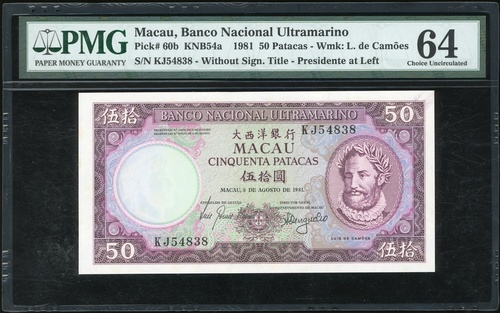 PMG
PAPER MONEY GUARANTY
Macau, Banco Nacional Ultramarino
Pick# 60b KNB54a 1981 50 Patacas - Wmk: L. de Camões
S/N KJ54838 - Without Sign. Title - Presidente at Left
64
Choice Uncirculated
伍拾
BANCO NACIONAL ULTRAMARINO
50
大西洋銀行
KJ54838
MACAU
CINQUENTA PATACAS
伍拾圓
MACAU, 8 DE AGOSTO DE 1981.
KJ54838
LUIS DE CAMÕES
50
伍拾